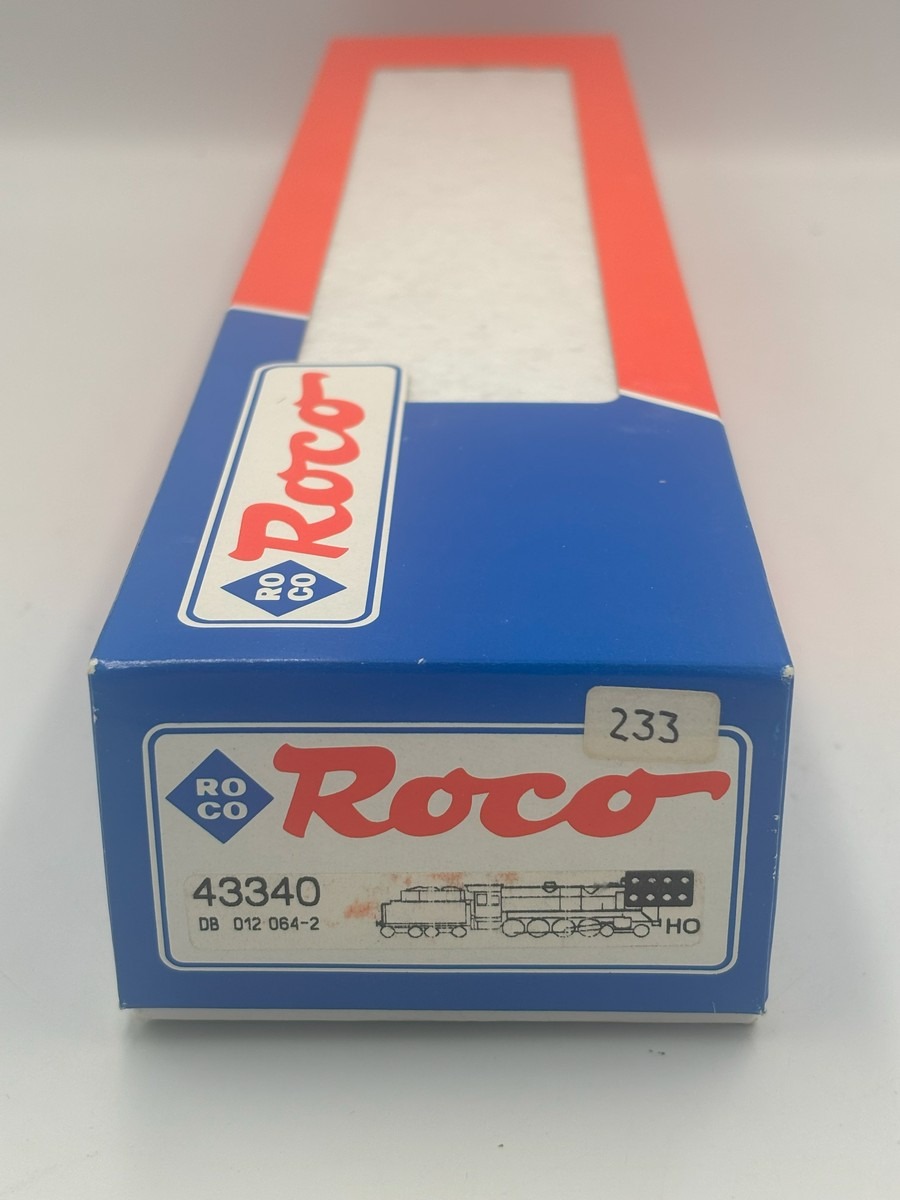 Roco
RO
CO
233
RO
CO
Roco
43340
DB 012 064-2
HO